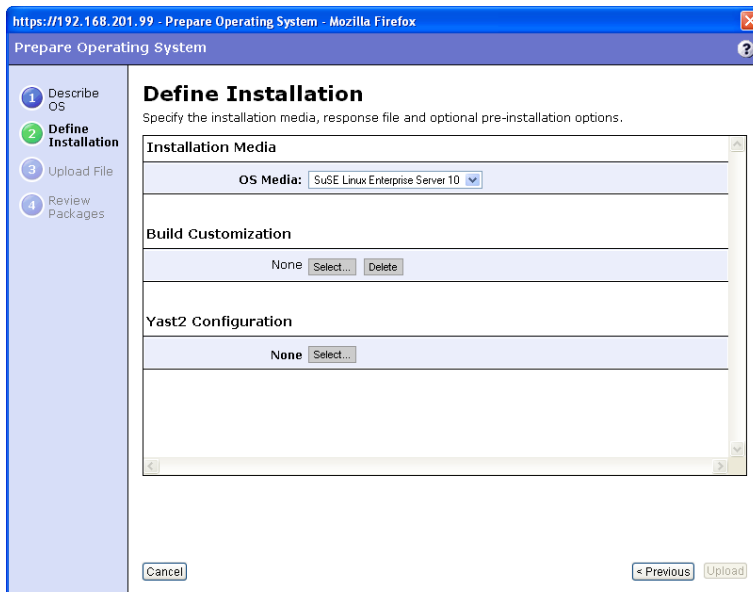 https://192.168.201.99 - Prepare Operating System - Mozilla Firefox
Prepare Operating System
?
1 Describe OS
2 Define Installation
3 Upload File
4 Review Packages
Define Installation
Specify the installation media, response file and optional pre-installation options.
Installation Media
OS Media: SuSE Linux Enterprise Server 10
Build Customization
None Select... Delete
Yast2 Configuration
None Select...
Cancel < Previous Upload